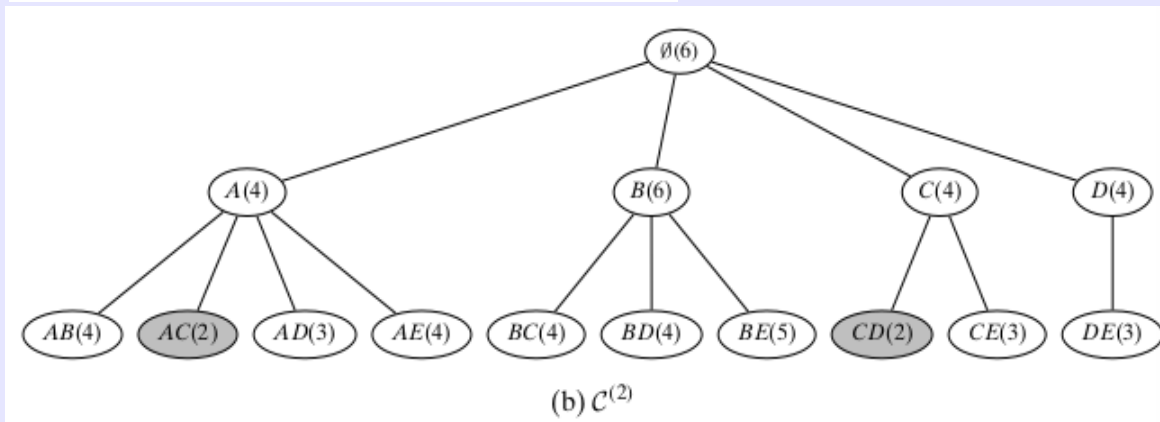 ∅(6)
A(4) B(6) C(4) D(4)
AB(4) AC(2) AD(3) AE(4) BC(4) BD(4) BE(5) CD(2) CE(3) DE(3)
(b) 𝒞⁽²⁾